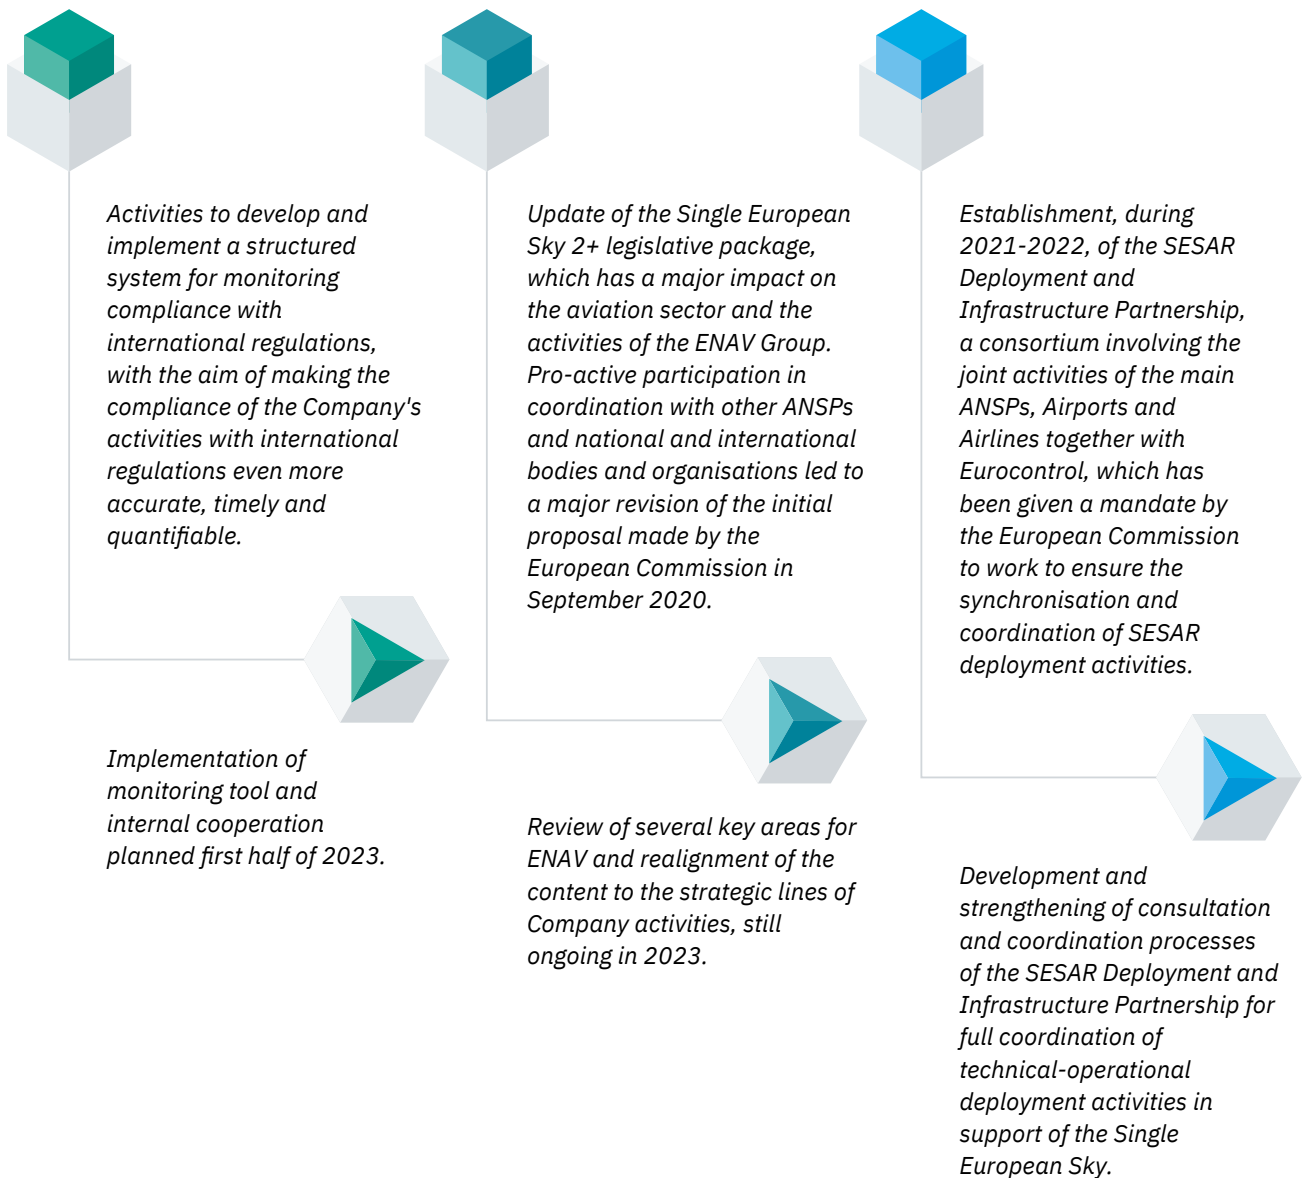 Activities to develop and
implement a structured
system for monitoring
compliance with
international regulations,
with the aim of making the
compliance of the Company's
activities with international
regulations even more
accurate, timely and
quantifiable.
Implementation of
monitoring tool and
internal cooperation
planned first half of 2023.
Update of the Single European
Sky 2+ legislative package,
which has a major impact on
the aviation sector and the
activities of the ENAV Group.
Pro-active participation in
coordination with other ANSPs
and national and international
bodies and organisations led to
a major revision of the initial
proposal made by the
European Commission in
September 2020.
Review of several key areas for
ENAV and realignment of the
content to the strategic lines of
Company activities, still
ongoing in 2023.
Establishment, during
2021-2022, of the SESAR
Deployment and
Infrastructure Partnership,
a consortium involving the
joint activities of the main
ANSPs, Airports and
Airlines together with
Eurocontrol, which has
been given a mandate by
the European Commission
to work to ensure the
synchronisation and
coordination of SESAR
deployment activities.
Development and
strengthening of consultation
and coordination processes
of the SESAR Deployment and
Infrastructure Partnership for
full coordination of
technical-operational
deployment activities in
support of the Single
European Sky.